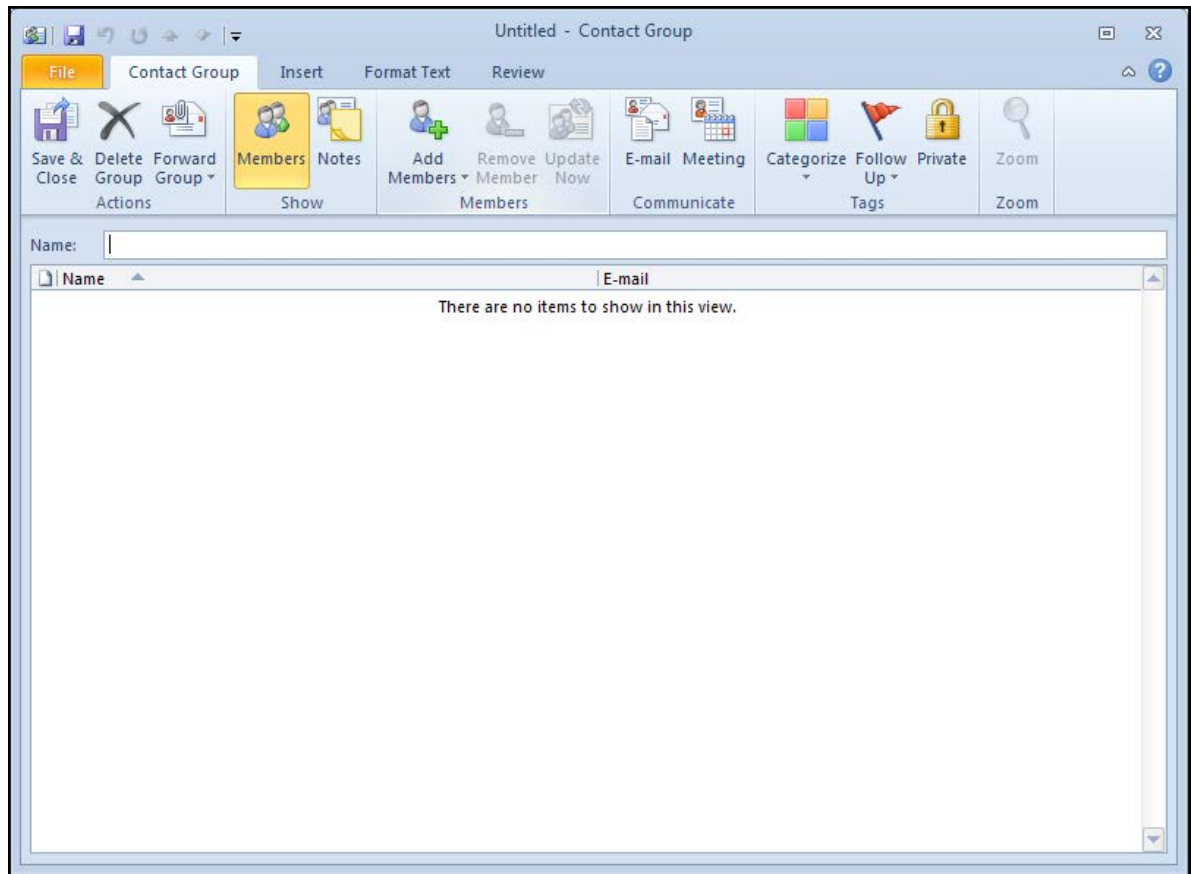 Untitled - Contact Group
File Contact Group Insert Format Text Review
Save & Close Delete Group Forward Group Members Notes Add Members Remove Member Update Now E-mail Meeting Categorize Follow Up Private Zoom
Actions Show Members Communicate Tags Zoom
Name:
Name E-mail
There are no items to show in this view.